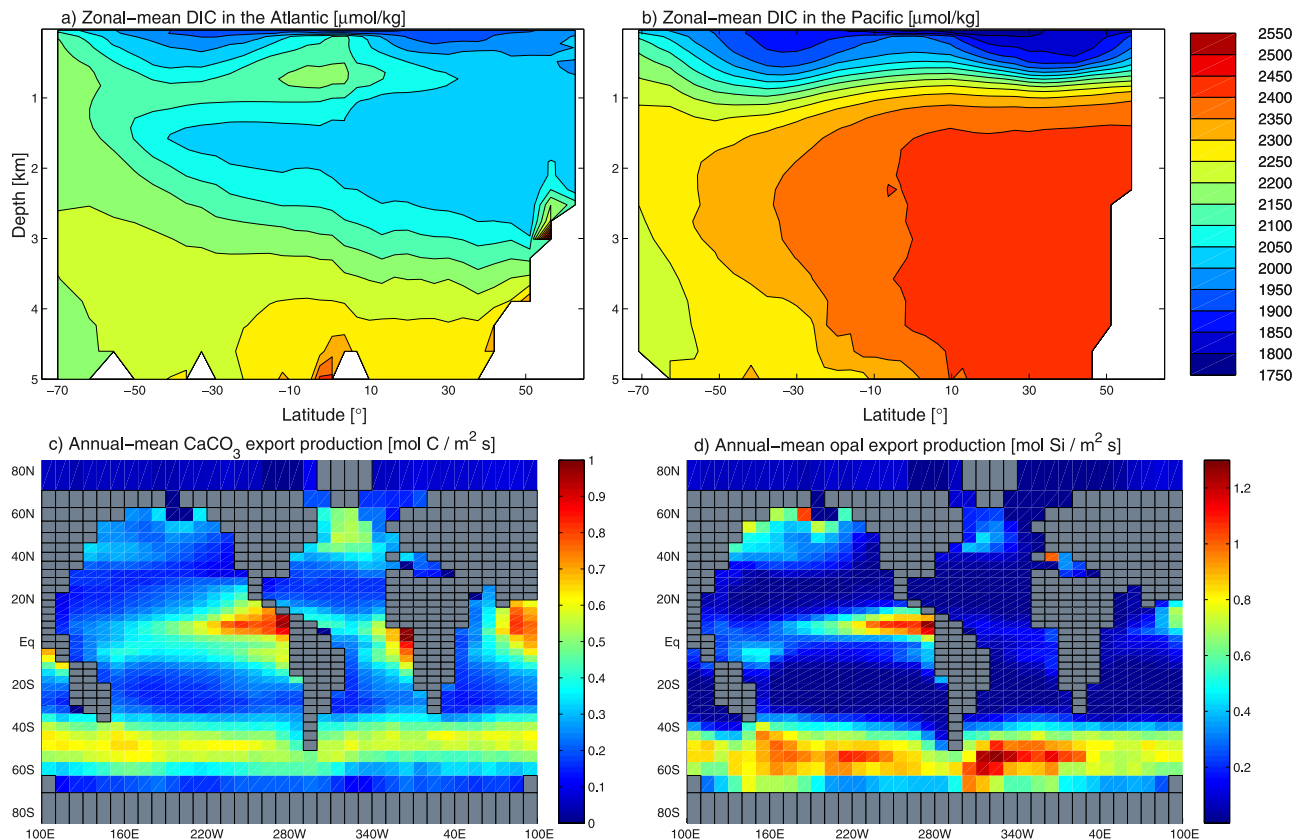 a) Zonal−mean DIC in the Atlantic [µmol/kg]
b) Zonal−mean DIC in the Pacific [µmol/kg]
Depth [km]
1
2
3
4
5
−70
−50
−30
−10
10
30
50
Latitude [°]
1
2
3
4
5
−70
−50
−30
−10
10
30
50
Latitude [°]
2550
2450
2400
2300
2200
2150
2100
2050
2000
1950
1900
1850
1800
1750
c) Annual−mean CaCO₃ export production [mol C / m² s]
80N
60N
40N
20N
Eq
20S
40S
60S
80S
100E
160E
220W
280W
340W
40E
100E
1
0.9
0.8
0.7
0.6
0.5
0.4
0.3
0.2
0.1
0
d) Annual−mean opal export production [mol Si / m² s]
80N
60N
40N
20N
Eq
20S
40S
60S
80S
100E
160E
220W
280W
340W
40E
100E
1.2
1
0.8
0.6
0.4
0.2